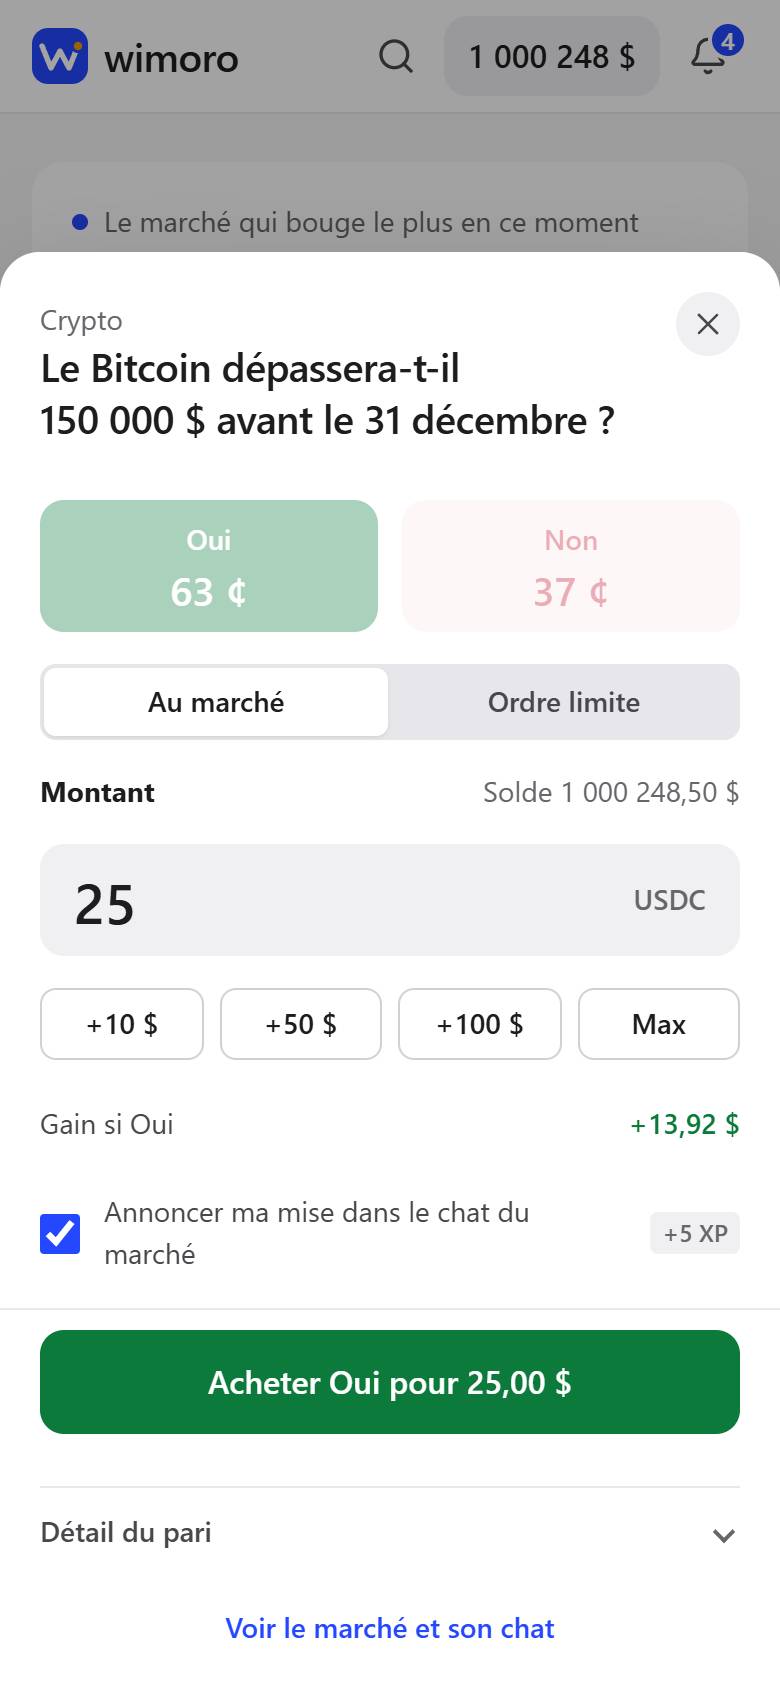 wimoro
1 000 248 $
4
Le marché qui bouge le plus en ce moment
Crypto
Le Bitcoin dépassera-t-il
150 000 $ avant le 31 décembre ?
Oui
63 ¢
Non
37 ¢
Au marché
Ordre limite
Montant
Solde 1 000 248,50 $
25
USDC
+10 $
+50 $
+100 $
Max
Gain si Oui
+13,92 $
Annoncer ma mise dans le chat du
marché
+5 XP
Acheter Oui pour 25,00 $
Détail du pari
Voir le marché et son chat